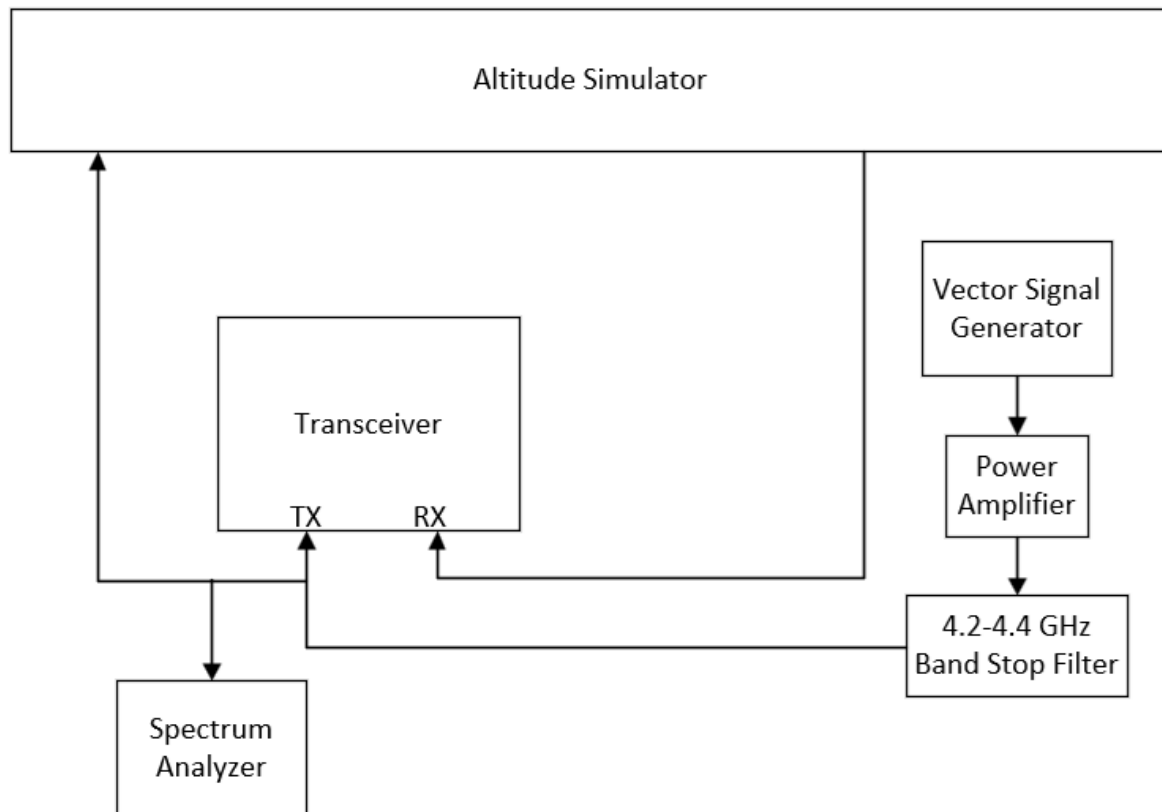 Altitude Simulator
Vector Signal
Generator
Transceiver
TX
RX
Power
Amplifier
4.2-4.4 GHz
Band Stop Filter
Spectrum
Analyzer